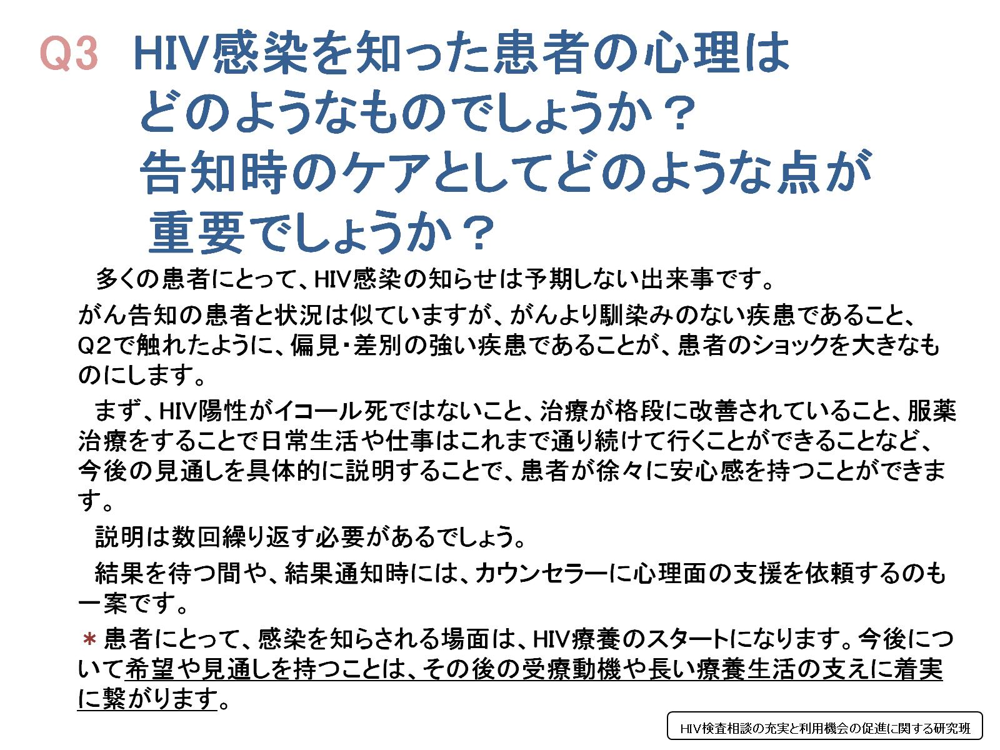 Q3 HIV感染を知った患者の心理は
どのようなものでしょうか？
告知時のケアとしてどのような点が
重要でしょうか？
多くの患者にとって、HIV感染の知らせは予期しない出来事です。
がん告知の患者と状況は似ていますが、がんより馴染みのない疾患であること、
Q２で触れたように、偏見・差別の強い疾患であることが、患者のショックを大きなも
のにします。
まず、HIV陽性がイコール死ではないこと、治療が格段に改善されていること、服薬
治療をすることで日常生活や仕事はこれまで通り続けて行くことができることなど、
今後の見通しを具体的に説明することで、患者が徐々に安心感を持つことができま
す。
説明は数回繰り返す必要があるでしょう。
結果を待つ間や、結果通知時には、カウンセラーに心理面の支援を依頼するのも
一案です。
＊患者にとって、感染を知らされる場面は、HIV療養のスタートになります。今後につ
いて希望や見通しを持つことは、その後の受療動機や長い療養生活の支えに着実
に繋がります。
HIV検査相談の充実と利用機会の促進に関する研究班